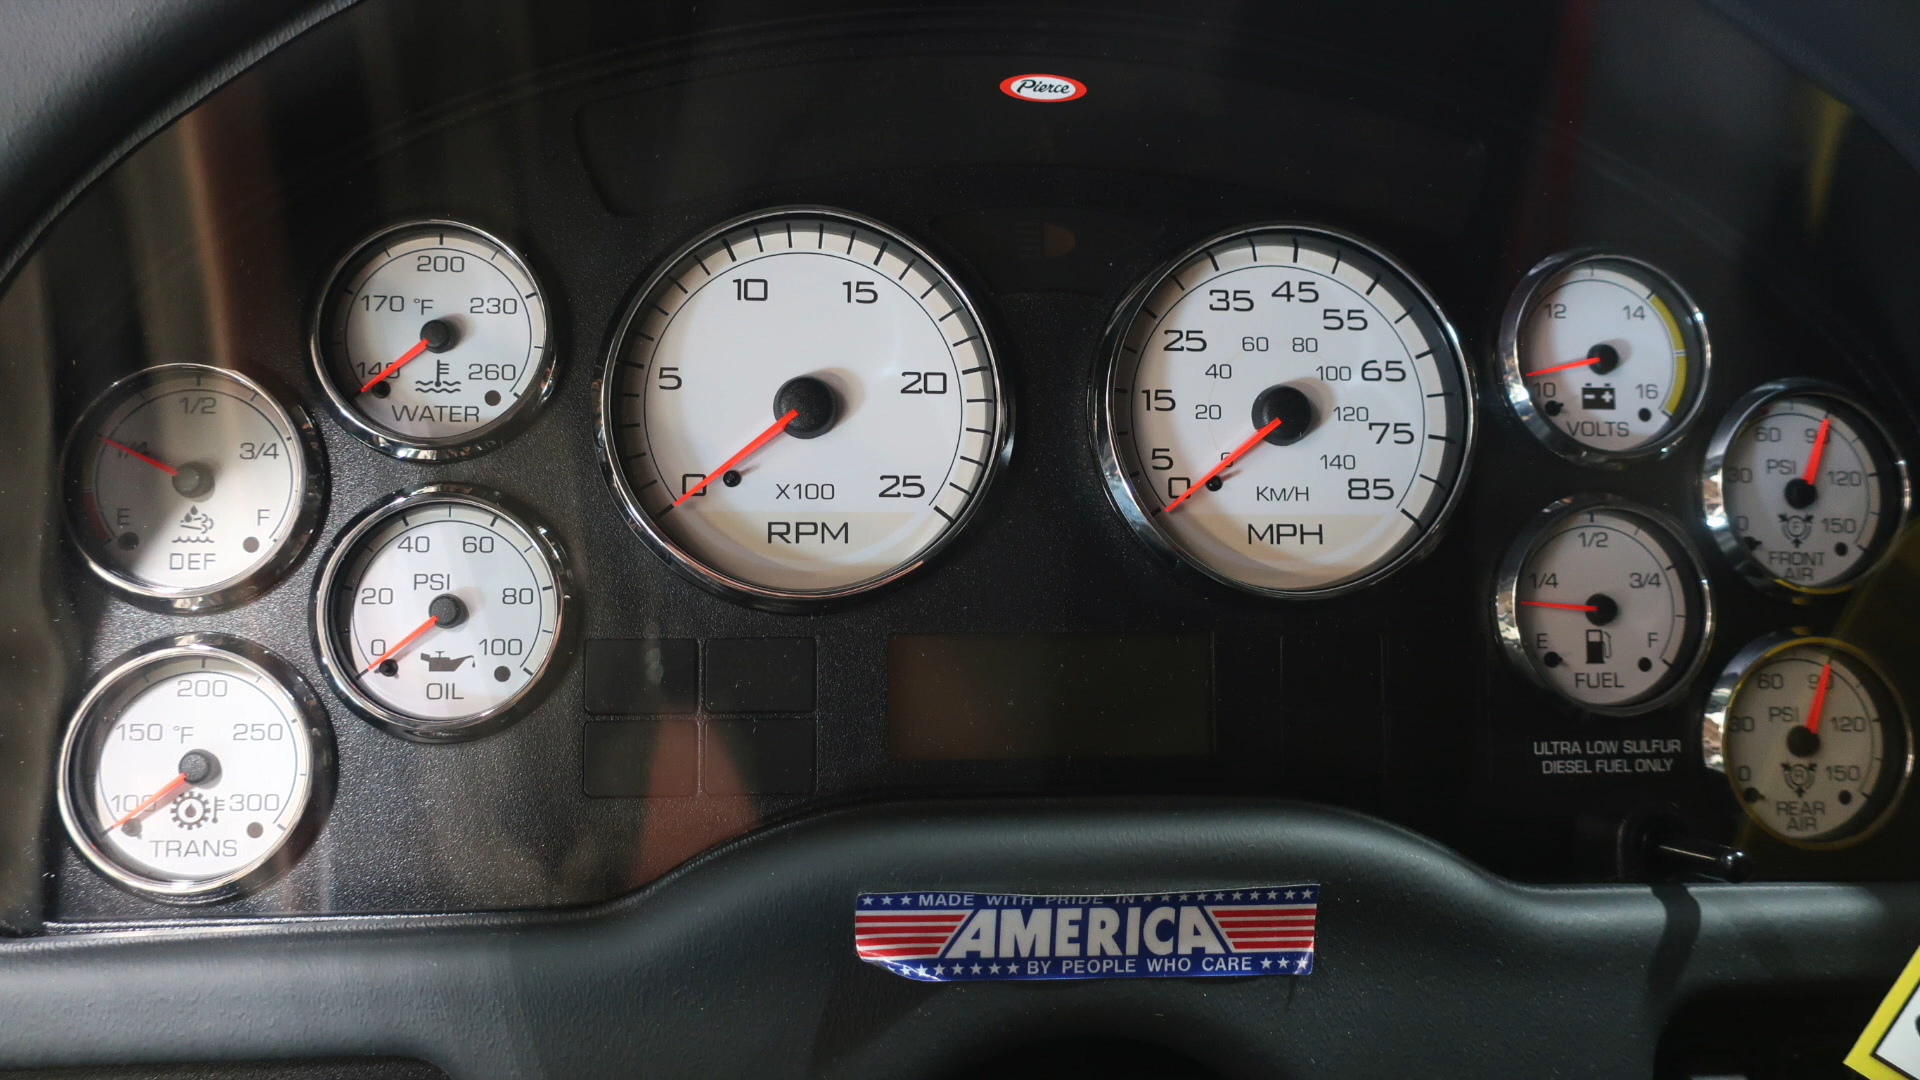 Pierce
200
170 °F 230
140 260
WATER
1/2
1/4 3/4
E F
DEF
40 60
PSI
20 80
0 100
OIL
200
150 °F 250
100 300
TRANS
10 15
5 20
0 25
X100
RPM
35 45 55
25 65
15 75
5 85
0
60 80
40 100
20 120
0 140
KM/H
MPH
12 14
10 16
VOLTS
1/2
1/4 3/4
E F
FUEL
60 90
30 PSI 120
0 150
F
FRONT
AIR
60 90
30 PSI 120
0 150
R
REAR
AIR
ULTRA LOW SULFUR
DIESEL FUEL ONLY
MADE WITH PRIDE IN
AMERICA
BY PEOPLE WHO CARE